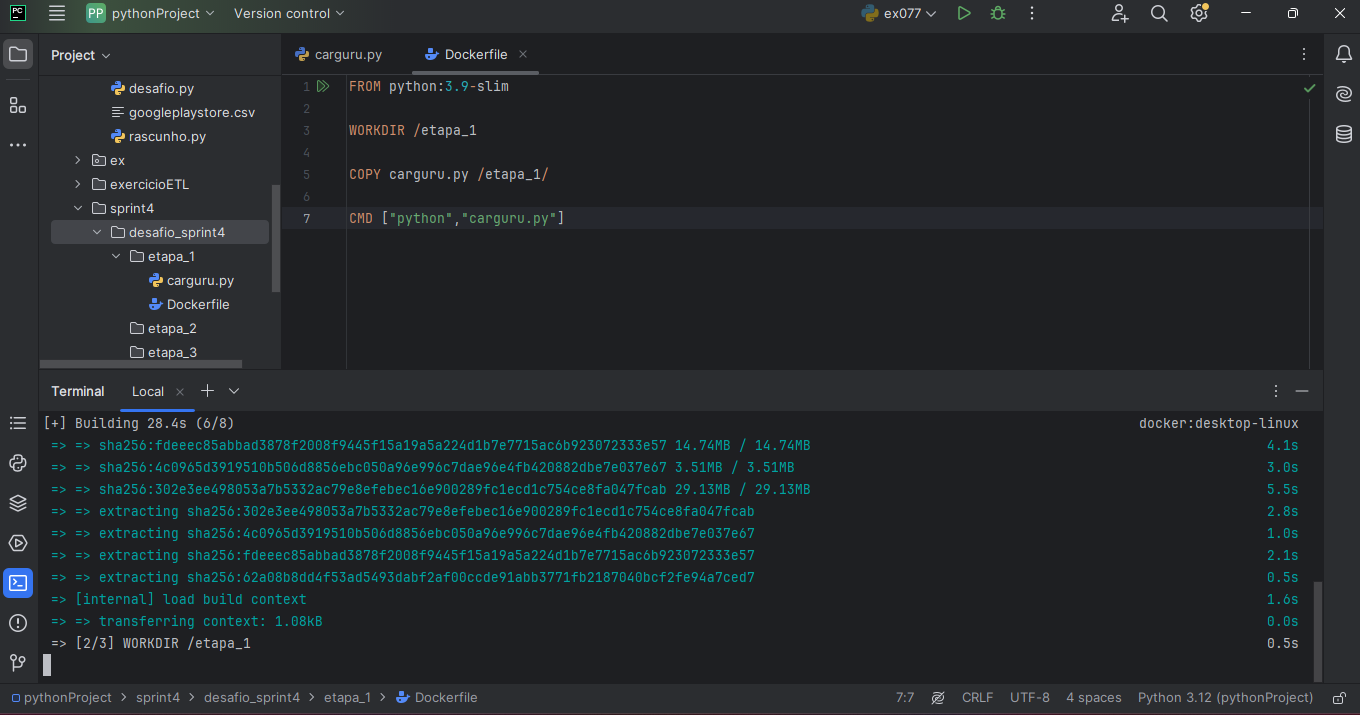 PC
PP pythonProject Version control ex077
Project
carguru.py Dockerfile
desafio.py
googleplaystore.csv
rascunho.py
ex
exercicioETL
sprint4
desafio_sprint4
etapa_1
carguru.py
Dockerfile
etapa_2
etapa_3
1 FROM python:3.9-slim
2
3 WORKDIR /etapa_1
4
5 COPY carguru.py /etapa_1/
6
7 CMD ["python","carguru.py"]
Terminal Local
[+] Building 28.4s (6/8) docker:desktop-linux
=> => sha256:fdeeec85abbad3878f2008f9445f15a19a5a224d1b7e7715ac6b923072333e57 14.74MB / 14.74MB 4.1s
=> => sha256:4c0965d3919510b506d8856ebc050a96e996c7dae96e4fb420882dbe7e037e67 3.51MB / 3.51MB 3.0s
=> => sha256:302e3ee498053a7b5332ac79e8efebec16e900289fc1ecd1c754ce8fa047fcab 29.13MB / 29.13MB 5.5s
=> => extracting sha256:302e3ee498053a7b5332ac79e8efebec16e900289fc1ecd1c754ce8fa047fcab 2.8s
=> => extracting sha256:4c0965d3919510b506d8856ebc050a96e996c7dae96e4fb420882dbe7e037e67 1.0s
=> => extracting sha256:fdeeec85abbad3878f2008f9445f15a19a5a224d1b7e7715ac6b923072333e57 2.1s
=> => extracting sha256:62a08b8dd4f53ad5493dabf2af00ccde91abb3771fb2187040bcf2fe94a7ced7 0.5s
=> [internal] load build context 1.6s
=> => transferring context: 1.08kB 0.0s
=> [2/3] WORKDIR /etapa_1 0.5s
pythonProject > sprint4 > desafio_sprint4 > etapa_1 > Dockerfile 7:7 CRLF UTF-8 4 spaces Python 3.12 (pythonProject)